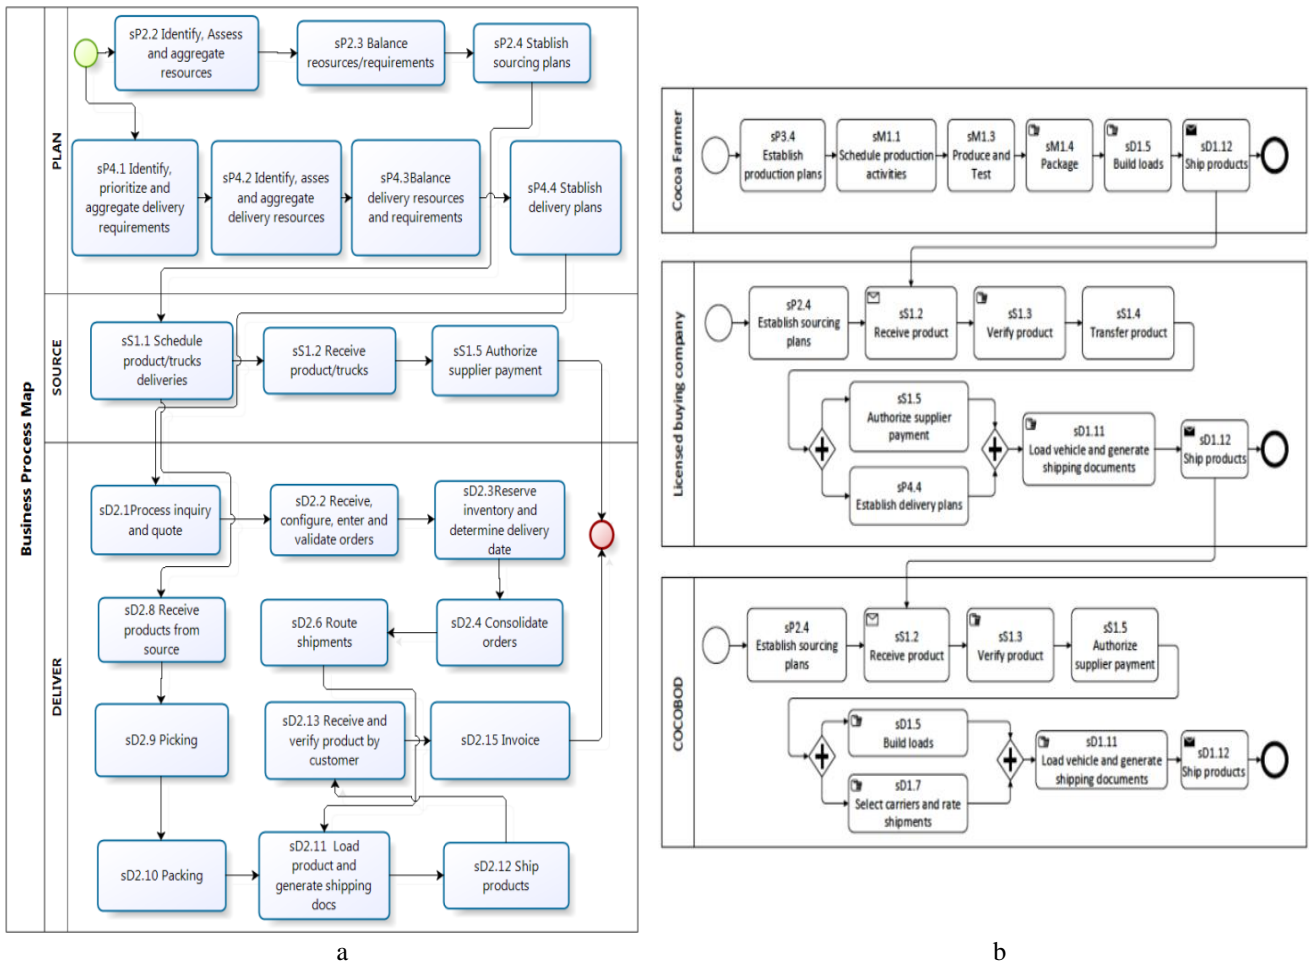 Business Process Map
PLAN
sP2.2 Identify, Assess
and aggregate
resources
sP2.3 Balance
reosurces/requirements
sP2.4 Stablish
sourcing plans
sP4.1 Identify,
prioritize and
aggregate delivery
requirements
sP4.2 Identify, asses
and aggregate
delivery resources
sP4.3Balance
delivery resources
and requirements
sP4.4 Stablish
delivery plans
SOURCE
sS1.1 Schedule
product/trucks
deliveries
sS1.2 Receive
product/trucks
sS1.5 Authorize
supplier payment
DELIVER
sD2.1Process inquiry
and quote
sD2.2 Receive,
configure, enter and
validate orders
sD2.3Reserve
inventory and
determine delivery
date
sD2.8 Receive
products from
source
sD2.6 Route
shipments
sD2.4 Consolidate
orders
sD2.9 Picking
sD2.13 Receive and
verify product by
customer
sD2.15 Invoice
sD2.10 Packing
sD2.11 Load
product and
generate shipping
docs
sD2.12 Ship
products
a
Cocoa Farmer
sP3.4
Establish
production plans
sM1.1
Schedule production
activities
sM1.3
Produce and
Test
sM1.4
Package
sD1.5
Build loads
sD1.12
Ship products
Licensed buying company
sP2.4
Establish sourcing
plans
sS1.2
Receive product
sS1.3
Verify product
sS1.4
Transfer product
sS1.5
Authorize supplier
payment
sP4.4
Establish delivery plans
sD1.11
Load vehicle and generate
shipping documents
sD1.12
Ship products
COCOBOD
sP2.4
Establish sourcing
plans
sS1.2
Receive product
sS1.3
Verify product
sS1.5
Authorize
supplier payment
sD1.5
Build loads
sD1.7
Select carriers and rate
shipments
sD1.11
Load vehicle and generate
shipping documents
sD1.12
Ship products
b